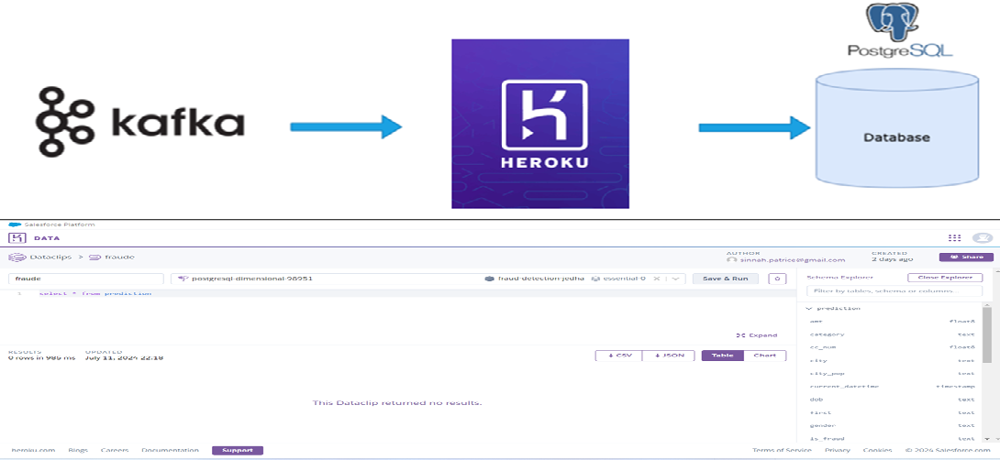 PostgreSQL
kafka
HEROKU
Database
Salesforce Platform
DATA
Dataclips > fraude
AUTHOR
sinnah.patrice@gmail.com
CREATED
2 days ago
Share
fraude
postgresql-dimensional-98951
fraud-detection-jedha
essential-0
Save & Run
Schema Explorer
Close Explorer
Filter by tables, schema or columns...
1 select * from prediction
prediction
amt float8
category text
cc_num float8
city text
city_pop text
current_datetime timestamp
dob text
first text
gender text
is_fraud text
Expand
RESULTS
0 rows in 985 ms
UPDATED
July 11, 2024 22:18
CSV
JSON
Table
Chart
This Dataclip returned no results.
heroku.com Blogs Careers Documentation Support
Terms of Service Privacy Cookies © 2024 Salesforce.com